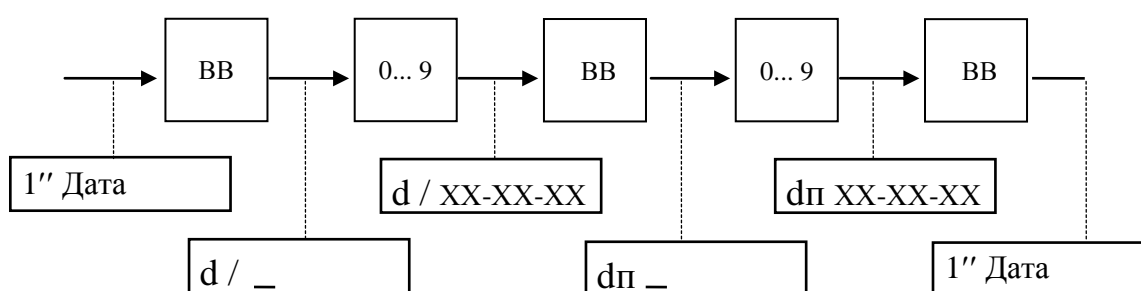 ВВ 0... 9 ВВ 0... 9 ВВ
1″ Дата d / XX-XX-XX dп XX-XX-XX
d / _ dп _ 1″ Дата